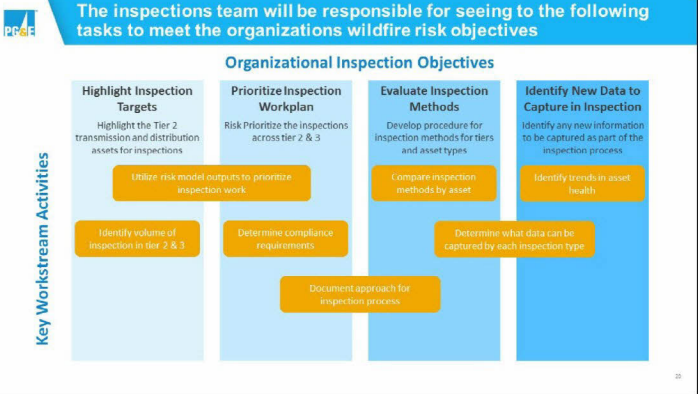 The inspections team will be responsible for seeing to the following
tasks to meet the organizations wildfire risk objectives
PG&E
Organizational Inspection Objectives
Key Workstream Activities
Highlight Inspection
Targets
Highlight the Tier 2
transmission and distribution
assets for inspections
Prioritize Inspection
Workplan
Risk Prioritize the inspections
across tier 2 & 3
Evaluate Inspection
Methods
Develop procedure for
inspection methods for tiers
and asset types
Identify New Data to
Capture in Inspection
Identify any new information
to be captured as part of the
inspection process
Utilize risk model outputs to prioritize
inspection work
Compare inspection
methods by asset
Identify trends in asset
health
Identify volume of
inspection in tier 2 & 3
Determine compliance
requirements
Determine what data can be
captured by each inspection type
Document approach for
inspection process